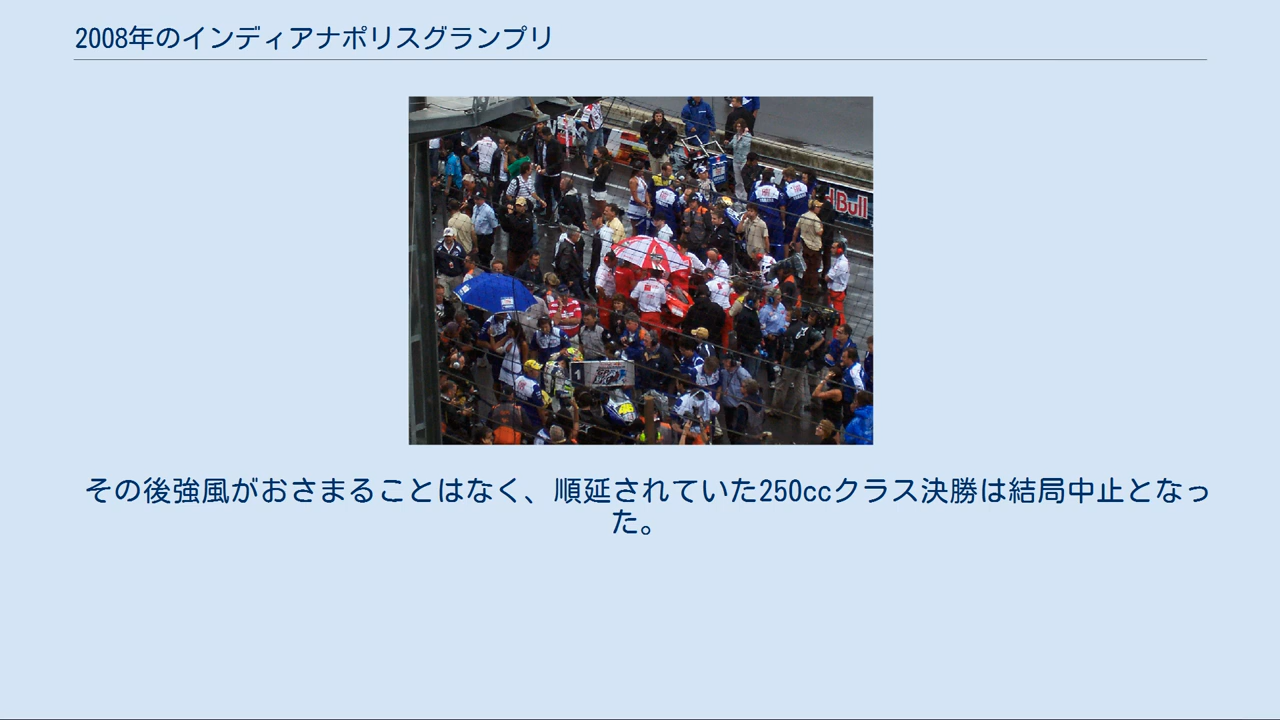 2008年のインディアナポリスグランプリ
Bull
1
その後強風がおさまることはなく、順延されていた250ccクラス決勝は結局中止となっ
た。